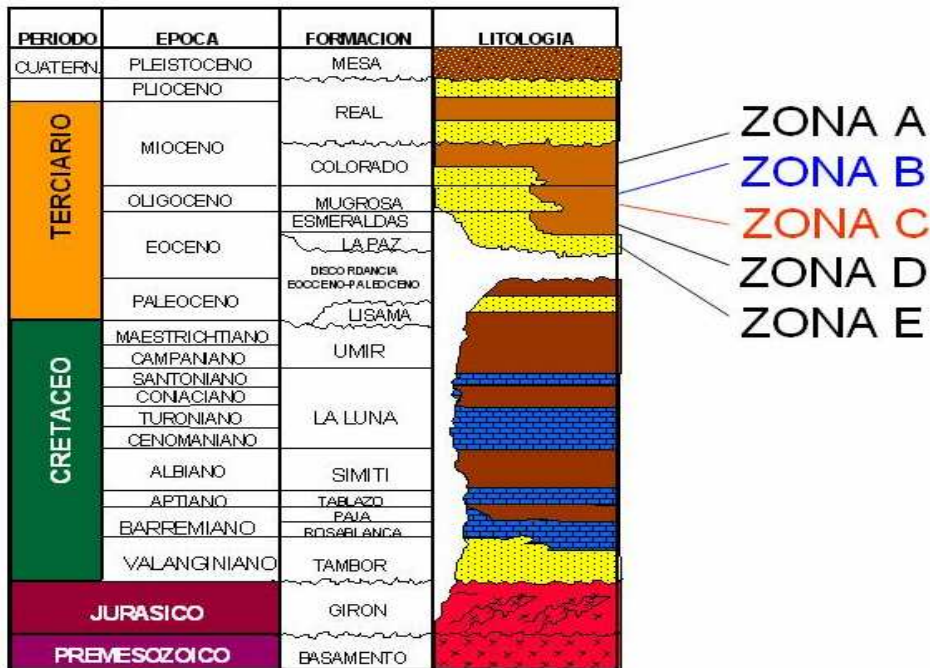 PERIODO EPOCA FORMACION LITOLOGIA
CUATERN. PLEISTOCENO MESA
PLIOCENO
REAL
TERCIARIO
MIOCENO
COLORADO
OLIGOCENO MUGROSA
ESMERALDAS
EOCENO LA PAZ
DISCORDANCIA
EOCCENO-PALEOCENO
PALEOCENO LISAMA
CRETACEO
MAESTRICHTIANO
UMIR
CAMPANIANO
SANTONIANO
CONIACIANO
TURONIANO LA LUNA
CENOMANIANO
ALBIANO SIMITI
APTIANO TABLAZO
PAJA
BARREMIANO
ROSABLANCA
VALANGINIANO TAMBOR
JURASICO GIRON
PREMESOZOICO BASAMENTO
ZONA A
ZONA B
ZONA C
ZONA D
ZONA E